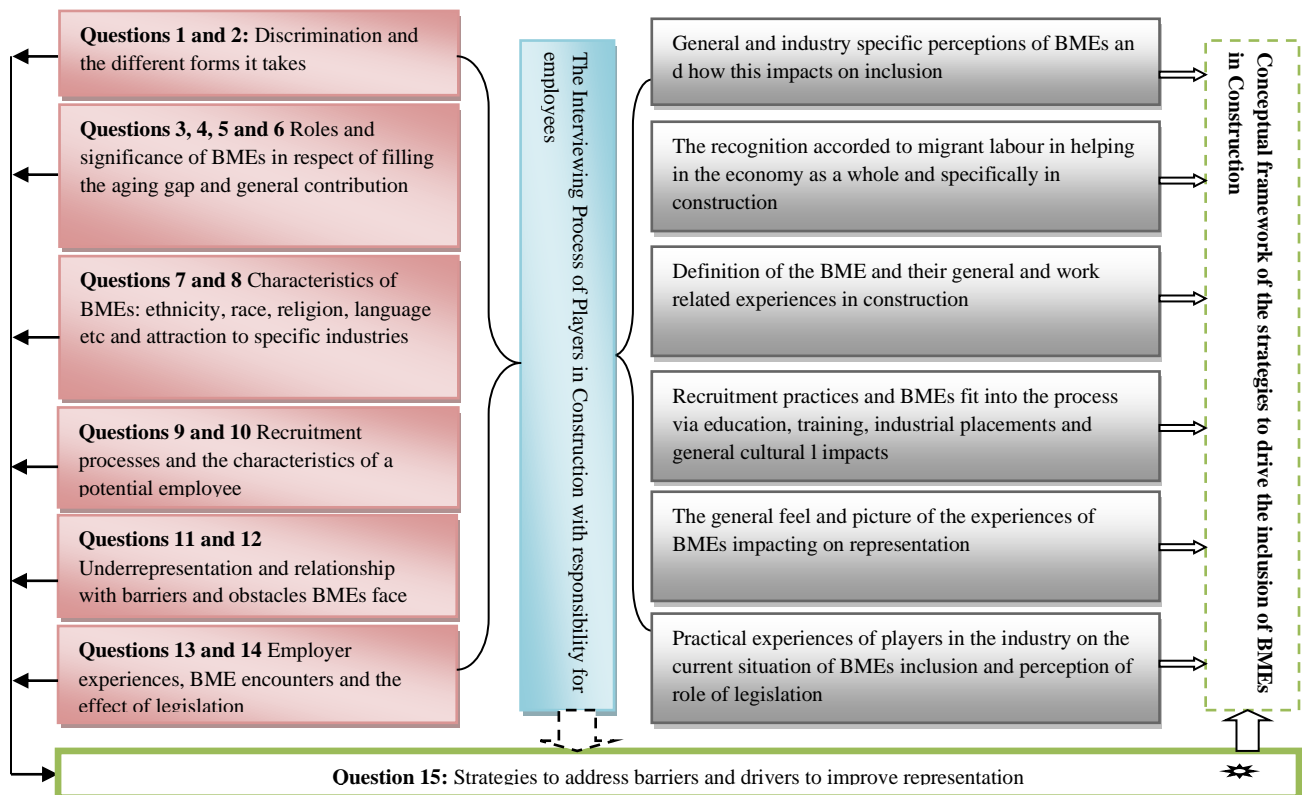 Questions 1 and 2: Discrimination and
the different forms it takes
Questions 3, 4, 5 and 6 Roles and
significance of BMEs in respect of filling
the aging gap and general contribution
Questions 7 and 8 Characteristics of
BMEs: ethnicity, race, religion, language
etc and attraction to specific industries
Questions 9 and 10 Recruitment
processes and the characteristics of a
potential employee
Questions 11 and 12
Underrepresentation and relationship
with barriers and obstacles BMEs face
Questions 13 and 14 Employer
experiences, BME encounters and the
effect of legislation
The Interviewing Process of Players in Construction with responsibility for
employees
General and industry specific perceptions of BMEs an
d how this impacts on inclusion
The recognition accorded to migrant labour in helping
in the economy as a whole and specifically in
construction
Definition of the BME and their general and work
related experiences in construction
Recruitment practices and BMEs fit into the process
via education, training, industrial placements and
general cultural l impacts
The general feel and picture of the experiences of
BMEs impacting on representation
Practical experiences of players in the industry on the
current situation of BMEs inclusion and perception of
role of legislation
Conceptual framework of the strategies to drive the inclusion of BMEs
in Construction
Question 15: Strategies to address barriers and drivers to improve representation